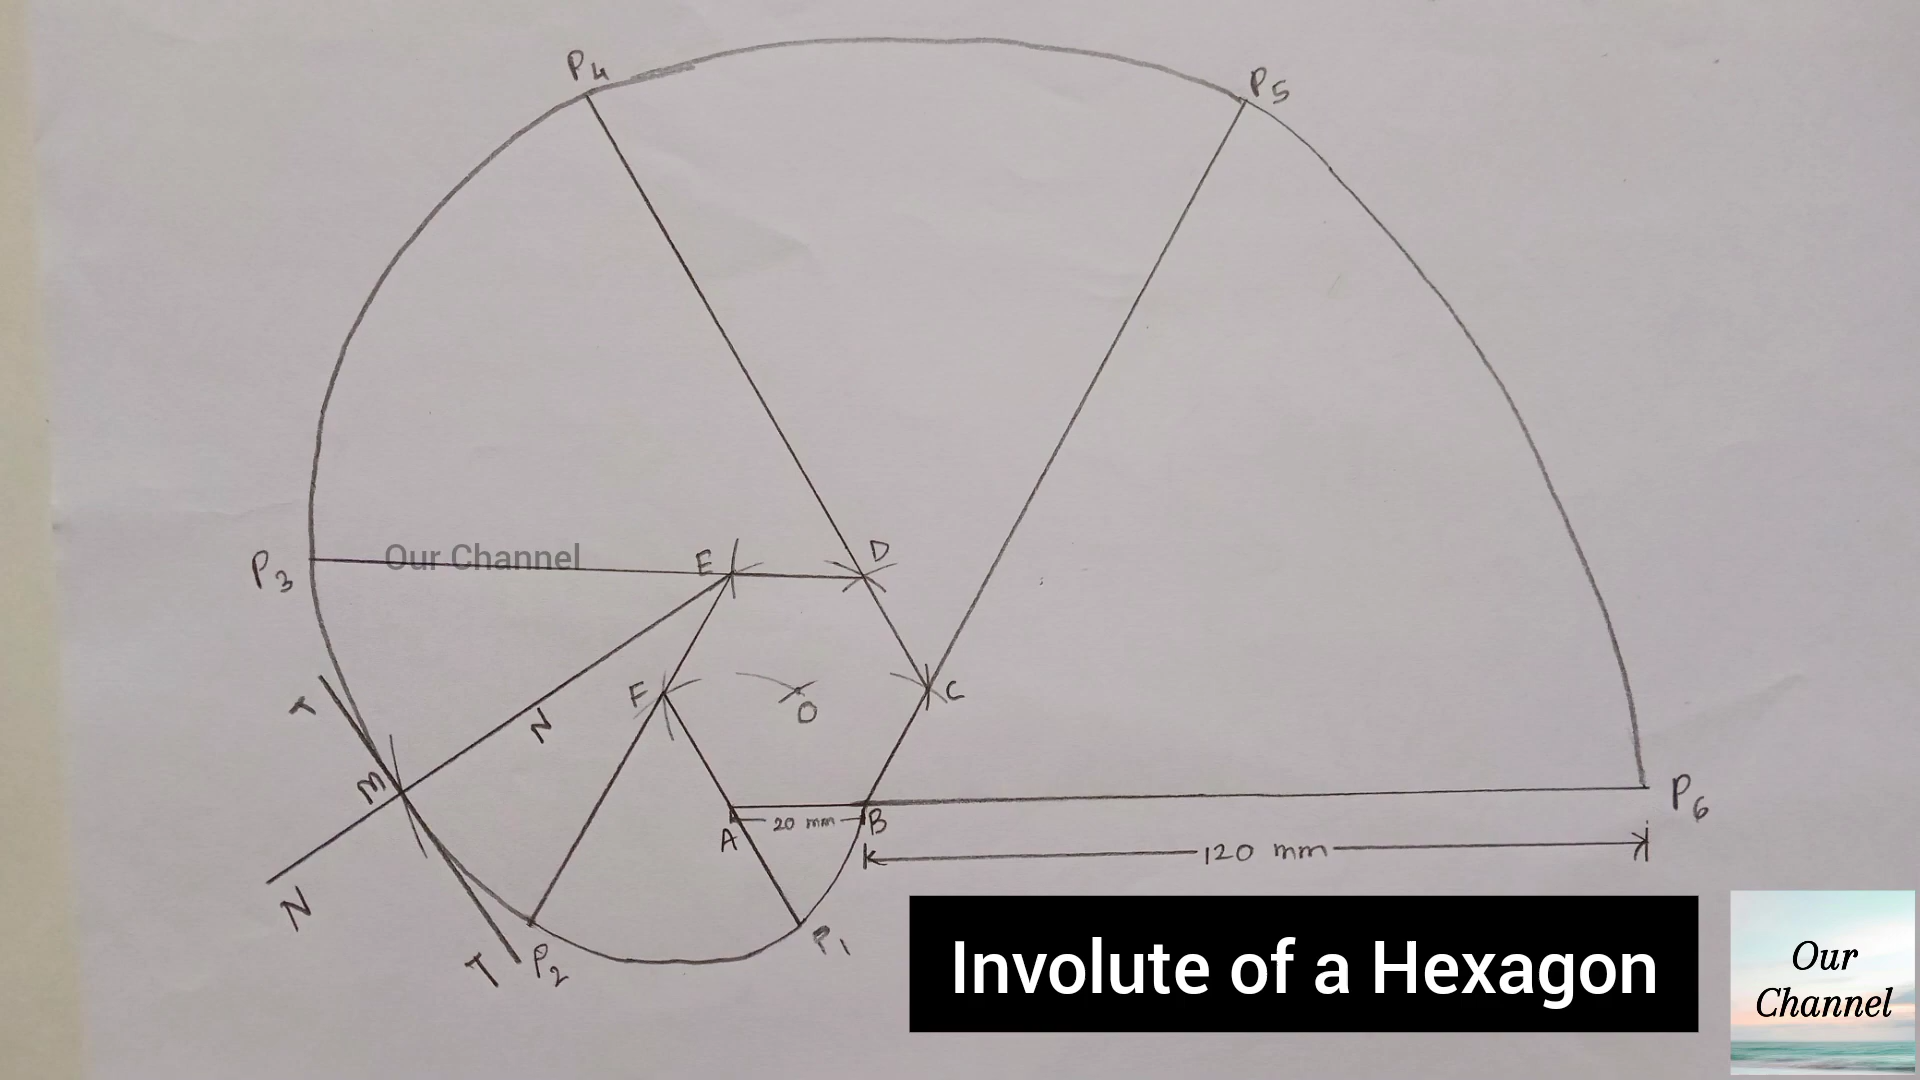 P4
P5
P3
Our Channel
E
D
F
O
C
T
N
M
A
20 mm
B
P6
120 mm
N
T
P2
P1
Involute of a Hexagon
Our
Channel